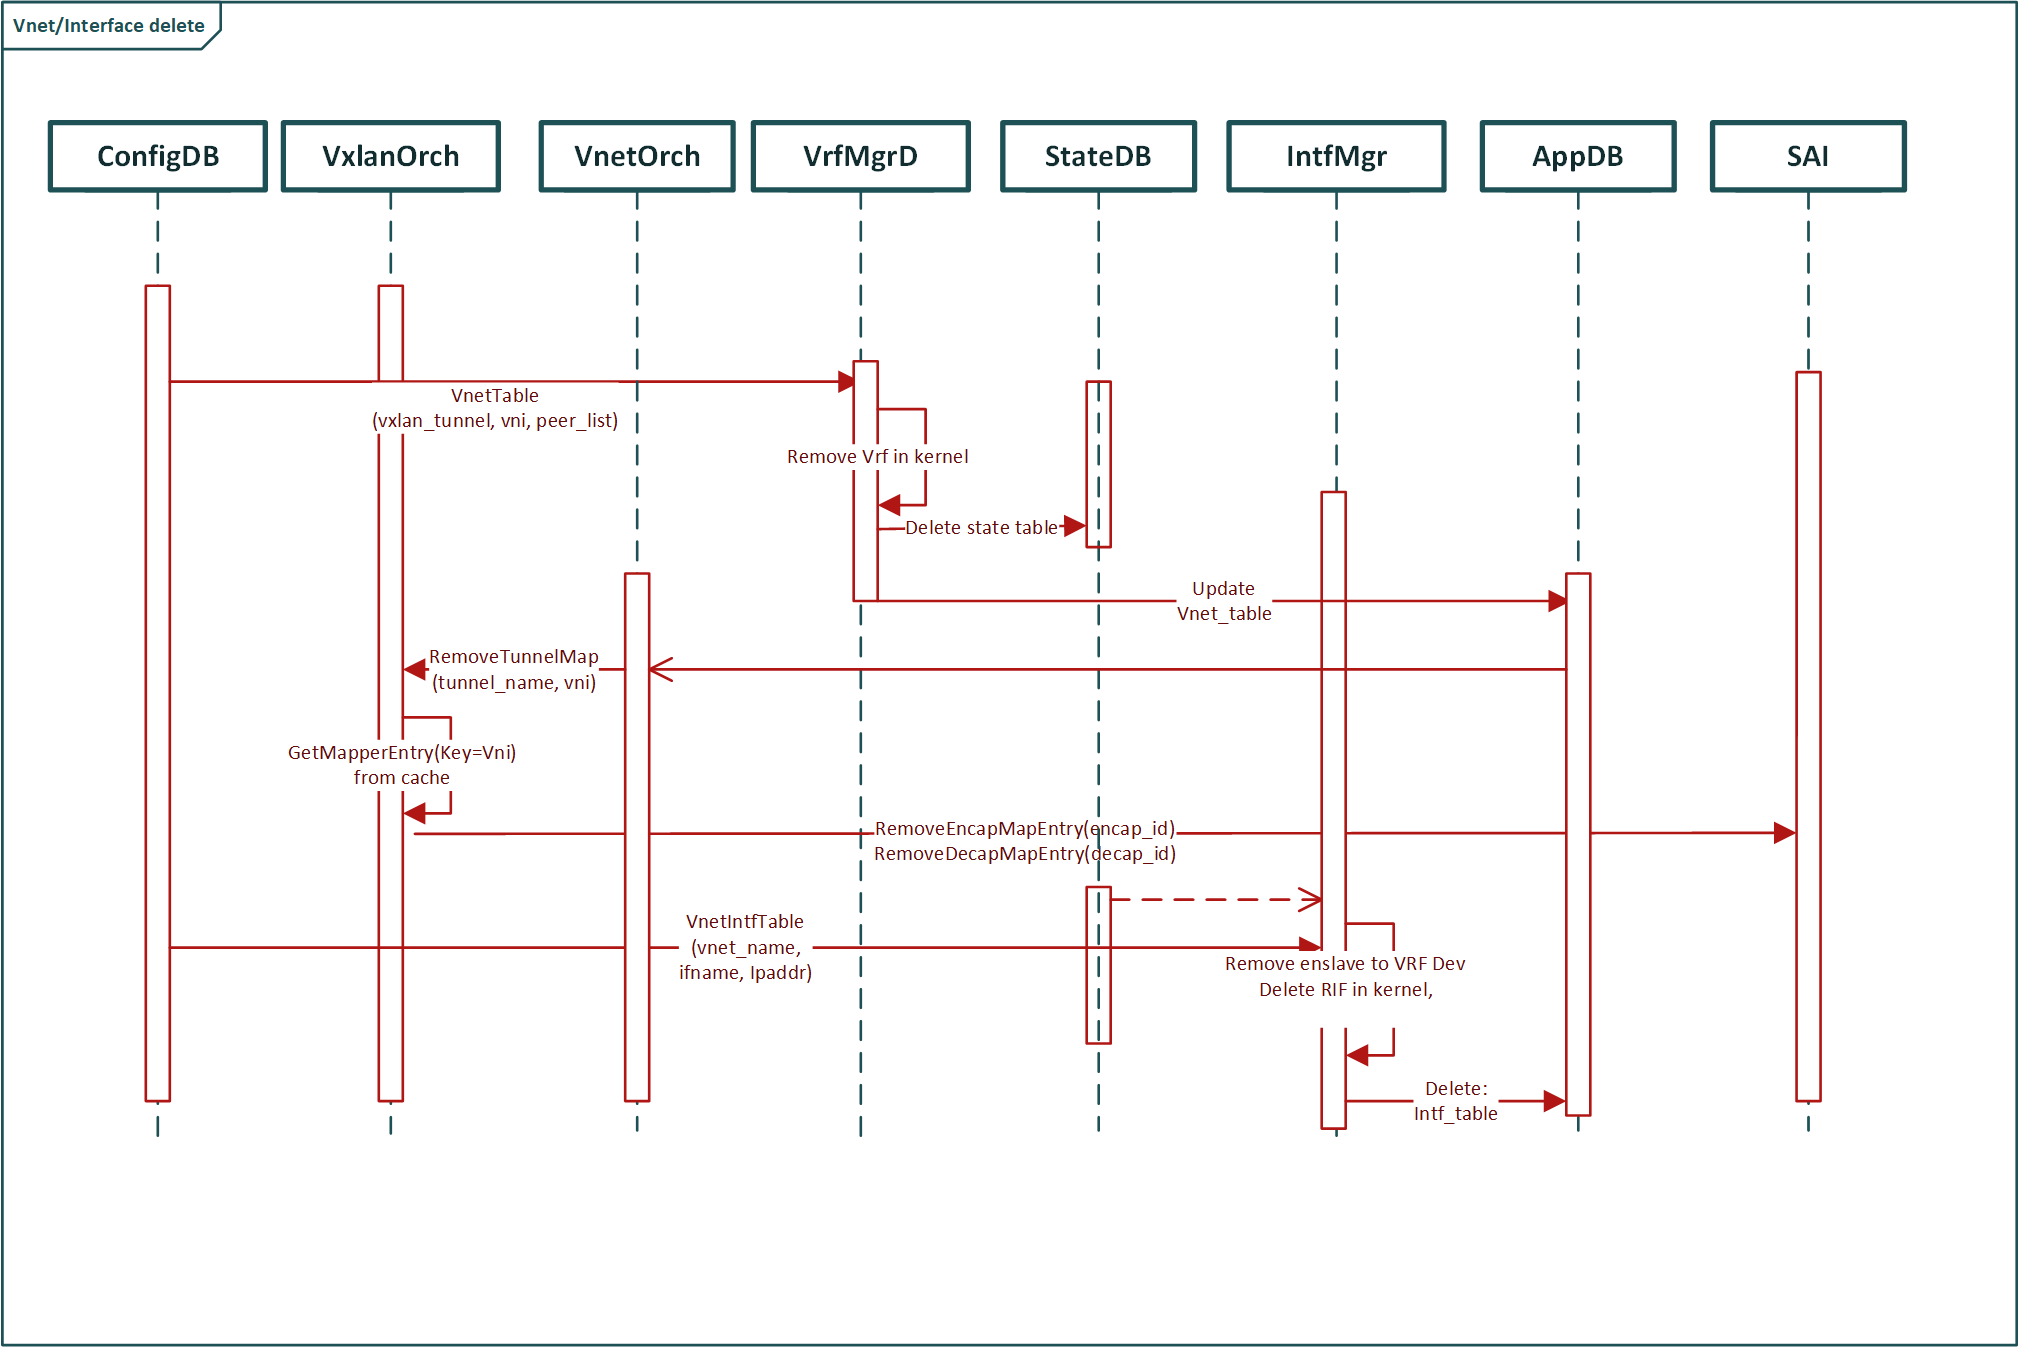 Vnet/Interface delete
ConfigDB
VxlanOrch
VnetOrch
VrfMgrD
StateDB
IntfMgr
AppDB
SAI
VnetTable
(vxlan_tunnel, vni, peer_list)
Remove Vrf in kernel
Delete state table
Update
Vnet_table
RemoveTunnelMap
(tunnel_name, vni)
GetMapperEntry(Key=Vni)
from cache
RemoveEncapMapEntry(encap_id)
RemoveDecapMapEntry(decap_id)
VnetIntfTable
(vnet_name,
ifname, Ipaddr)
Remove enslave to VRF Dev
Delete RIF in kernel,
Delete:
Intf_table